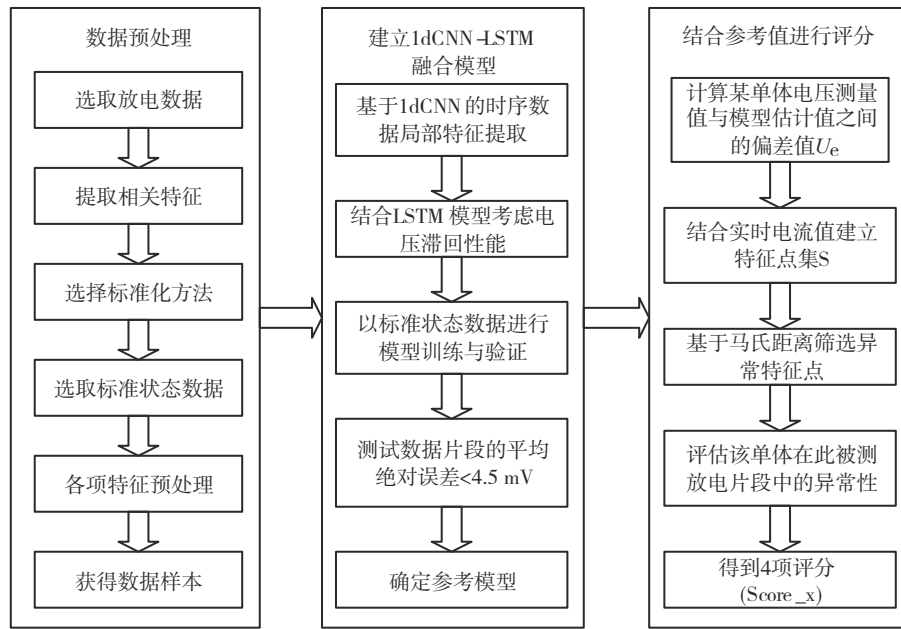 数据预处理
选取放电数据
提取相关特征
选择标准化方法
选取标准状态数据
各项特征预处理
获得数据样本
建立1dCNN-LSTM
融合模型
基于1dCNN的时序数
据局部特征提取
结合LSTM模型考虑电
压滞回性能
以标准状态数据进行
模型训练与验证
测试数据片段的平均
绝对误差<4.5 mV
确定参考模型
结合参考值进行评分
计算某单体电压测量
值与模型估计值之间
的偏差值Ue
结合实时电流值建立
特征点集S
基于马氏距离筛选异
常特征点
评估该单体在此被测
放电片段中的异常性
得到4项评分
(Score_x)